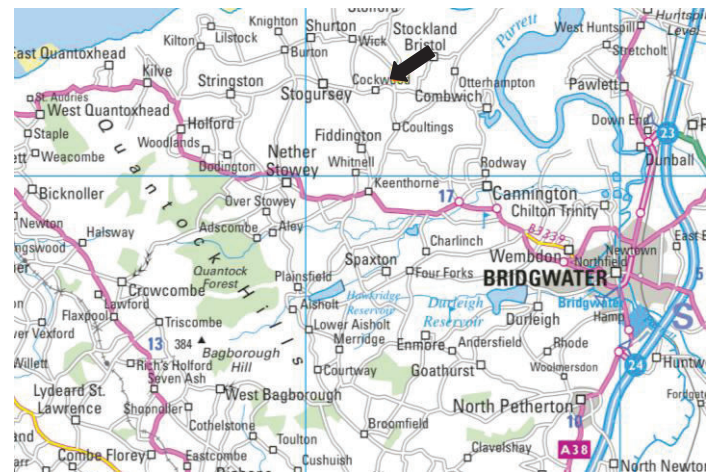 Stolford
Knighton
Shurton
Stockland
Bristol
Parrett
West Huntspill
Huntspill
Level
Kilton
Lilstock
Burton
Wick
Stretcholt
East Quantoxhead
Kilve
Stringston
Stogursey
Cockwood
Otterhampton
Combwich
Pawlett
St. Audries
West Quantoxhead
Holford
Fiddington
Coultings
Down End
23
Staple
Woodlands
Dunball
Weacombe
Dodington
Nether
Stowey
Whitnell
Rodway
Quantock Hills
Bicknoller
Keenthorne
17
Cannington
Over Stowey
Chilton Trinity
Newton
Halsway
Adscombe
Aley
Charlinch
B3339
Wembdon
Newtown
Northfield
Quantock
Forest
Plainsfield
Spaxton
Four Forks
BRIDGWATER
5
Crowcombe
Aisholt
Hawkridge
Reservoir
Durleigh
Reservoir
Bridgwater
Hamp
S
Lawford
Flaxpool
Triscombe
Lower Aisholt
Merridge
Durleigh
13
384
Bagborough
Hill
Enmore
Andersfield
Rhode
24
Rich's Holford
Seven Ash
Courtway
Goathurst
Woolmersdon
Lydeard St.
Lawrence
West Bagborough
North Petherton
Shopnoller
Cothelstone
Broomfield
10
Combe Florey
Toulton
Clavelshay
A38
Eastcombe
Cushuish
North Newton